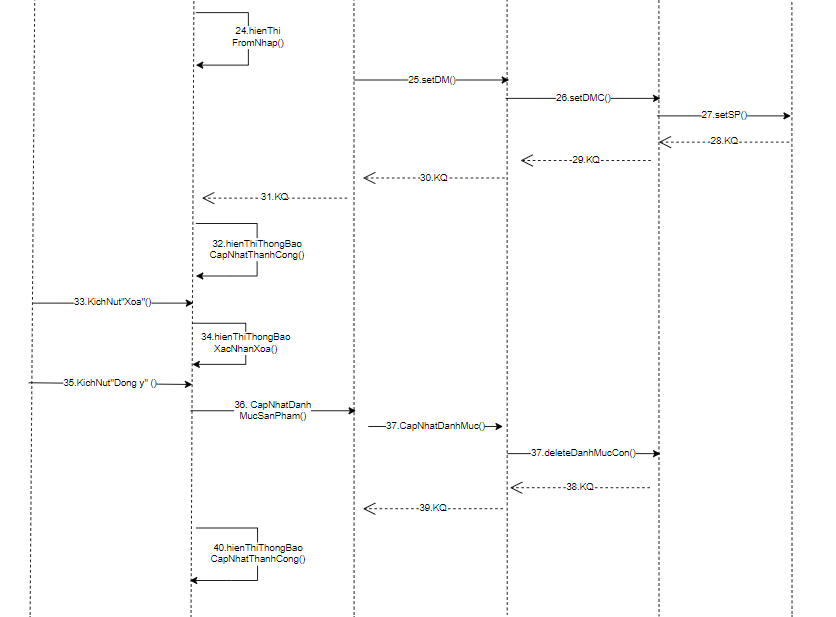 24.hienThi
FromNhap()
25.setDM()
26.setDMC()
27.setSP()
28.KQ
29.KQ
30.KQ
31.KQ
32.hienThiThongBao
CapNhatThanhCong()
33.KichNut"Xoa"()
34.hienThiThongBao
XacNhanXoa()
35.KichNut"Dong y" ()
36. CapNhatDanh
MucSanPham()
37.CapNhatDanhMuc()
37.deleteDanhMucCon()
38.KQ
39.KQ
40.hienThiThongBao
CapNhatThanhCong()